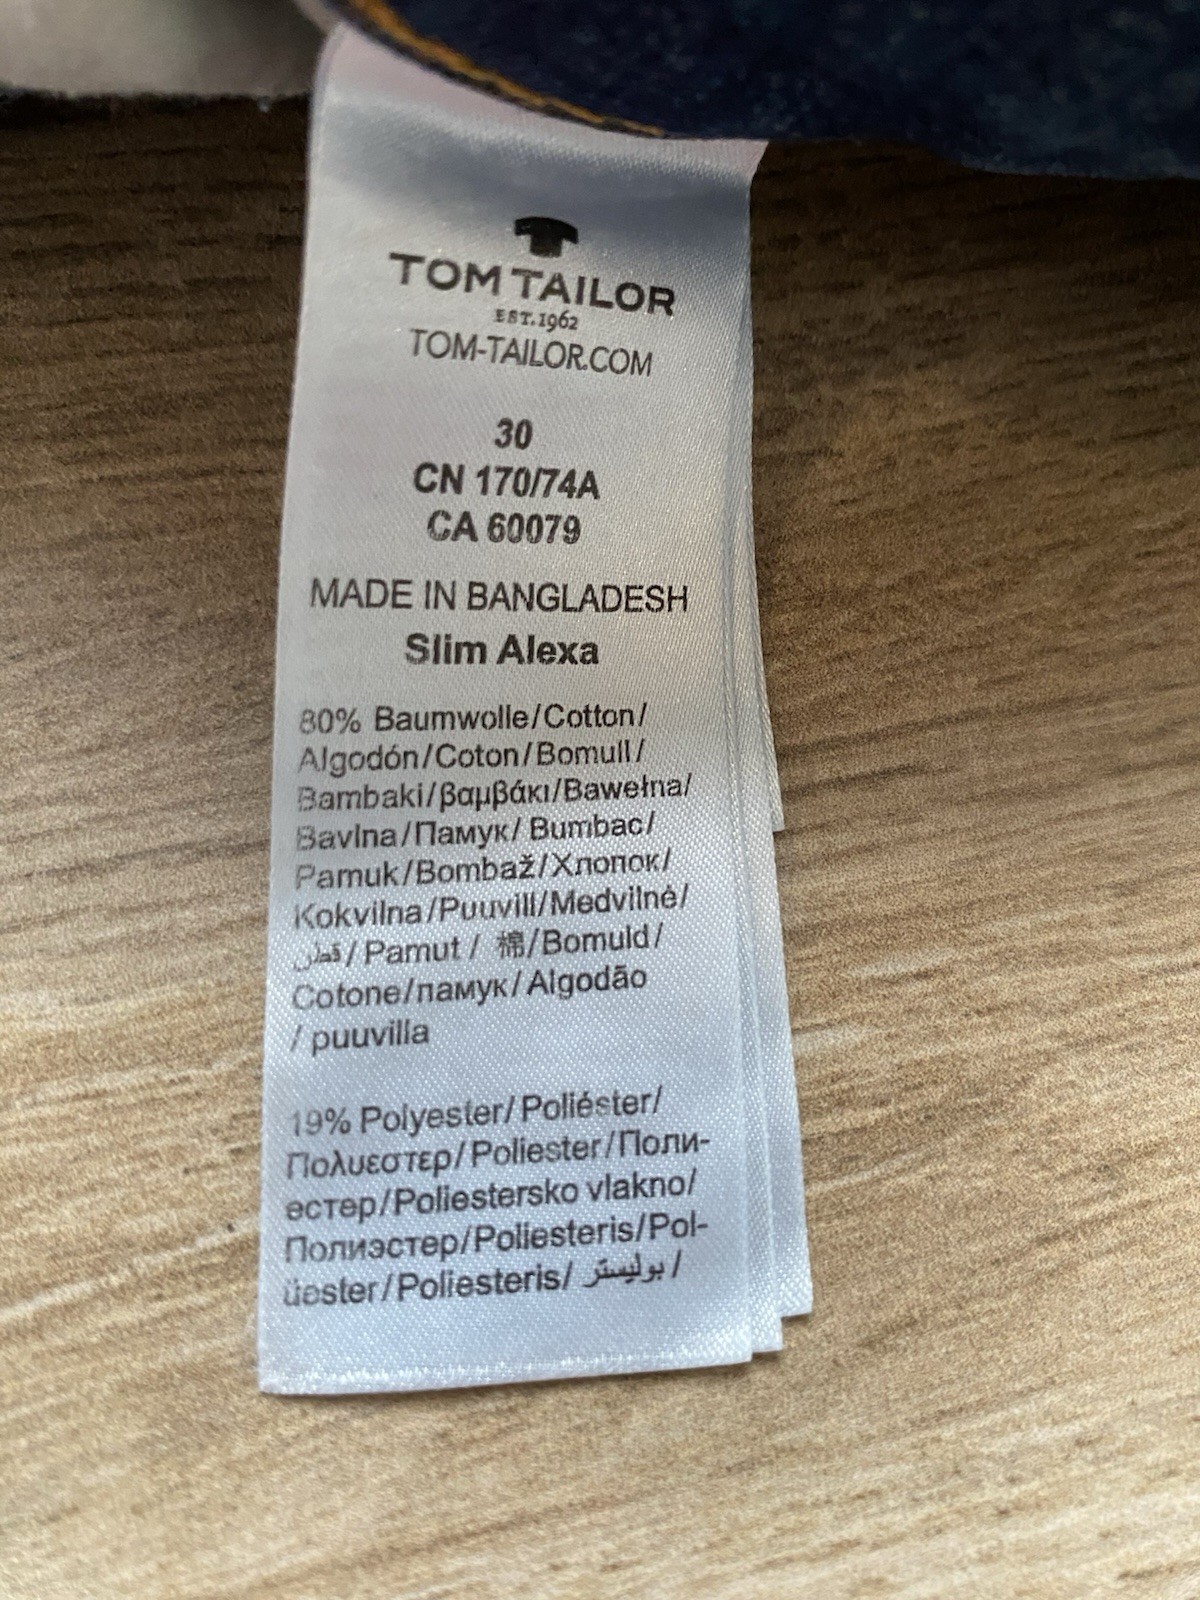 TOM TAILOR
EST. 1962
TOM-TAILOR.COM
30
CN 170/74A
CA 60079
MADE IN BANGLADESH
Slim Alexa
80% Baumwolle/Cotton/
Algodón/Coton/Bomull/
Bambaki/βαμβάκι/Bawełna/
Bavlna/Памук/ Bumbac/
Pamuk/Bombaž/Хлопок/
Kokvilna/Puuvill/Medvilnė/
قطن/ Pamut / 棉/Bomuld/
Cotone/памук/Algodão
/ puuvilla
19% Polyester/Poliéster/
Πολυεστερ/Poliester/Поли-
естер/Poliestersko vlakno/
Полиэстер/Poliesteris/Pol-
üester/Poliesteris/ بوليستر /